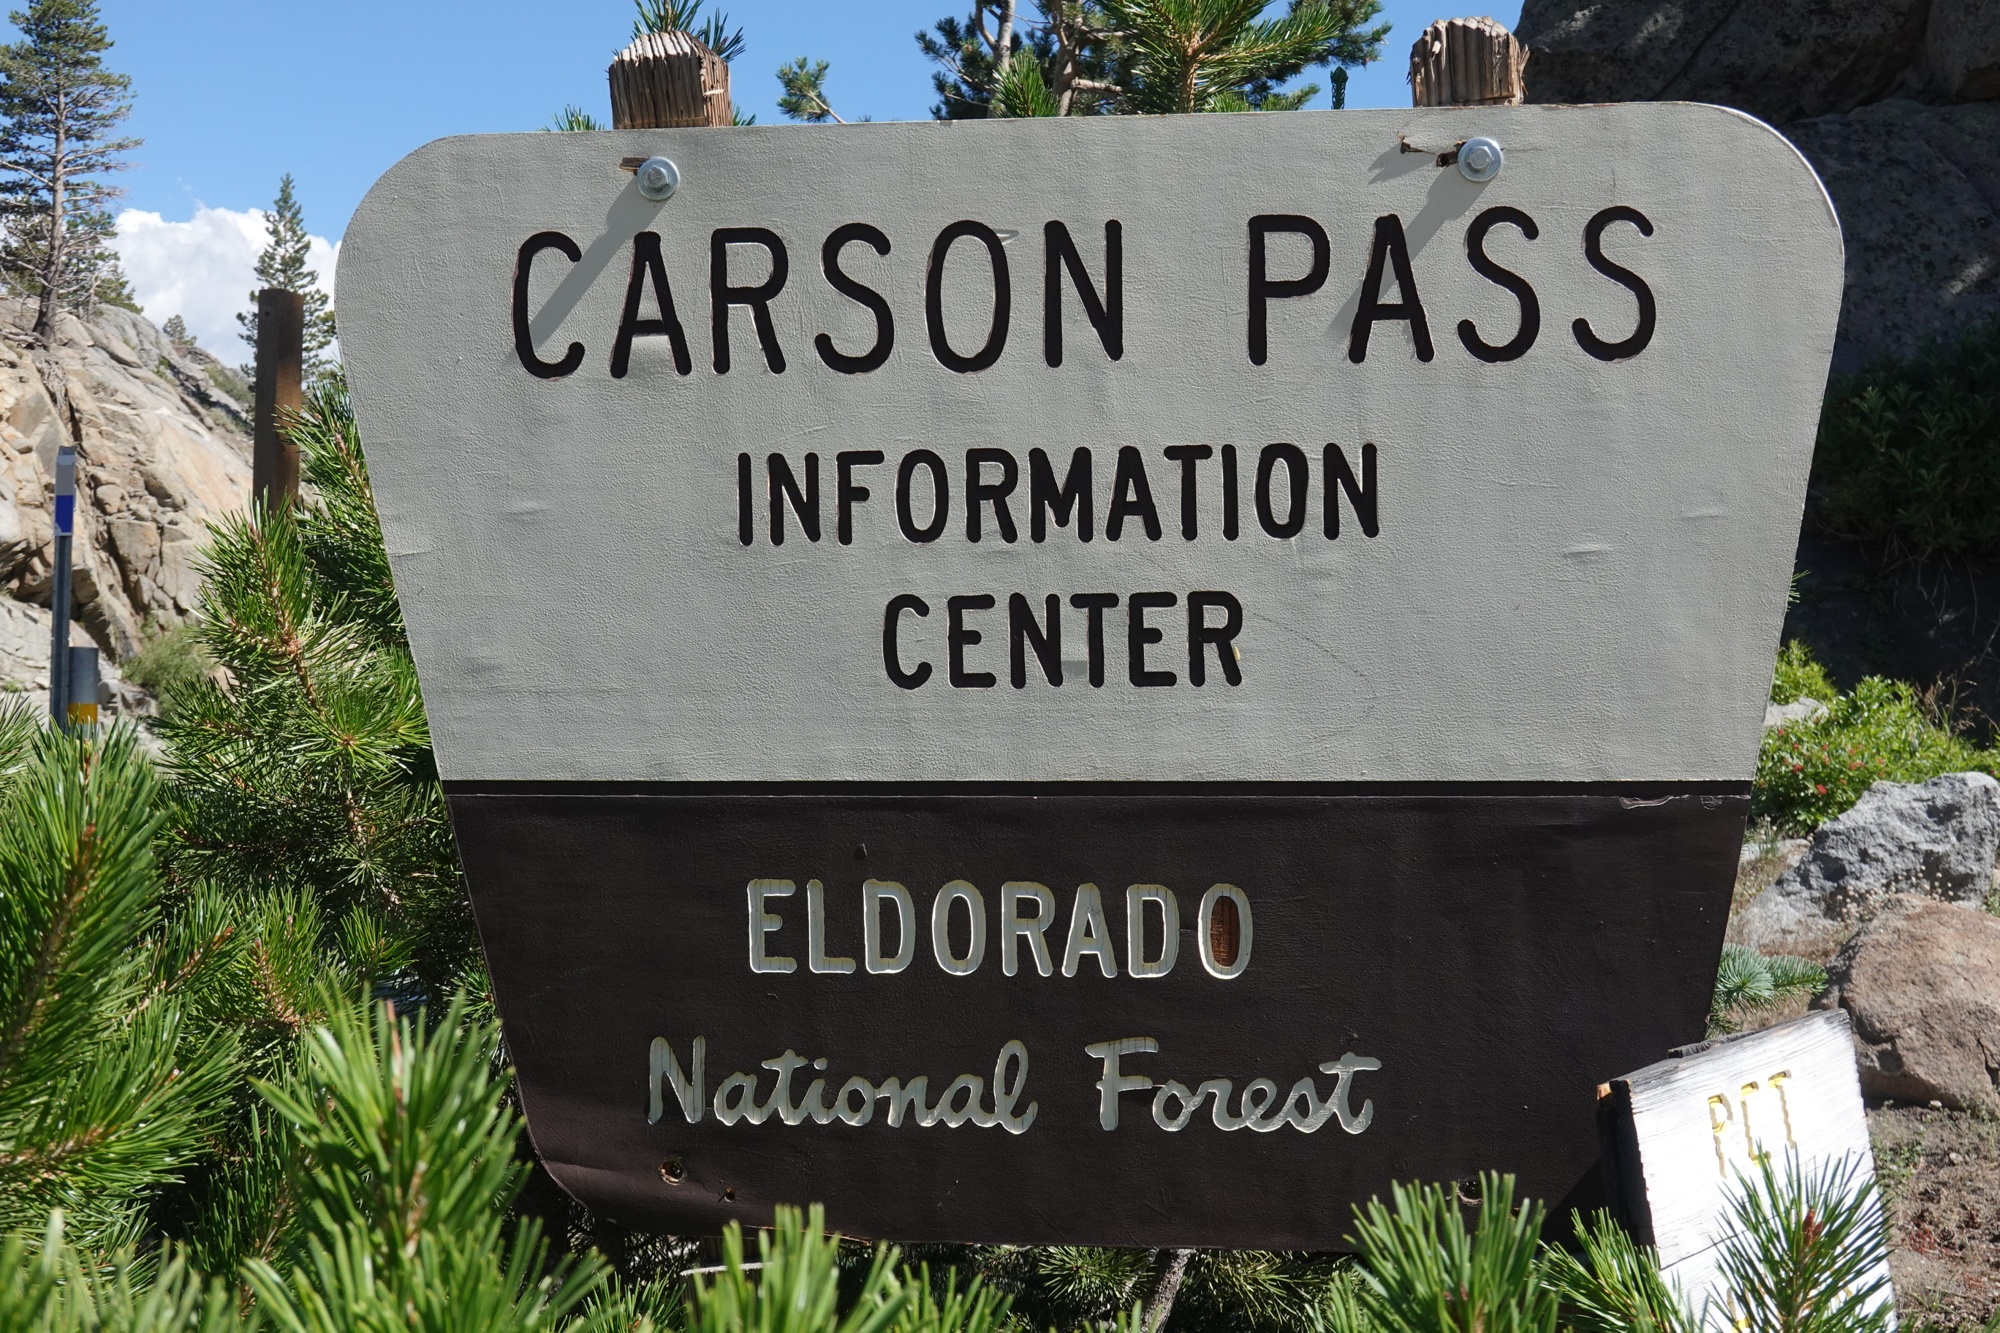 CARSON PASS
INFORMATION
CENTER
ELDORADO
National Forest
PCT